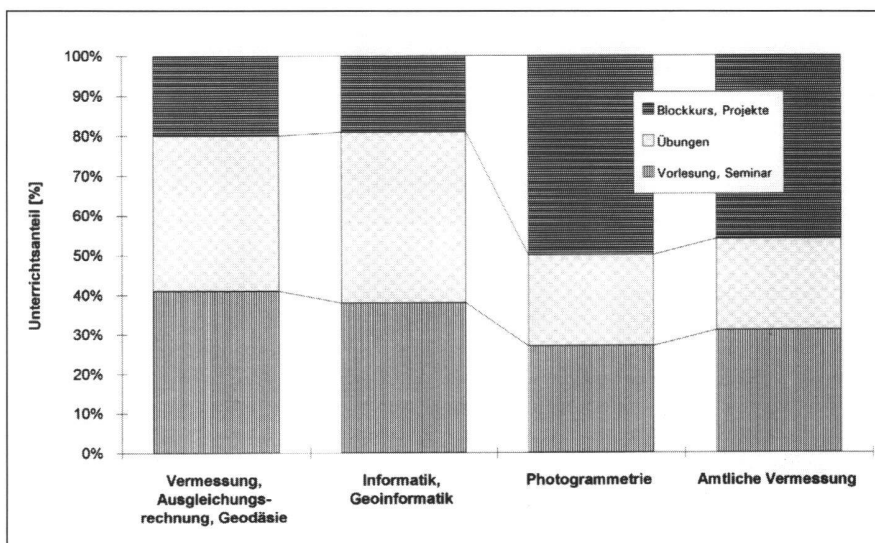 100%
90%
80%
70%
60%
50%
40%
30%
20%
10%
0%
Unterrichtsanteil [%]
Blockkurs, Projekte
Übungen
Vorlesung, Seminar
Vermessung,
Ausgleichungs-
rechnung, Geodäsie
Informatik,
Geoinformatik
Photogrammetrie
Amtliche Vermessung